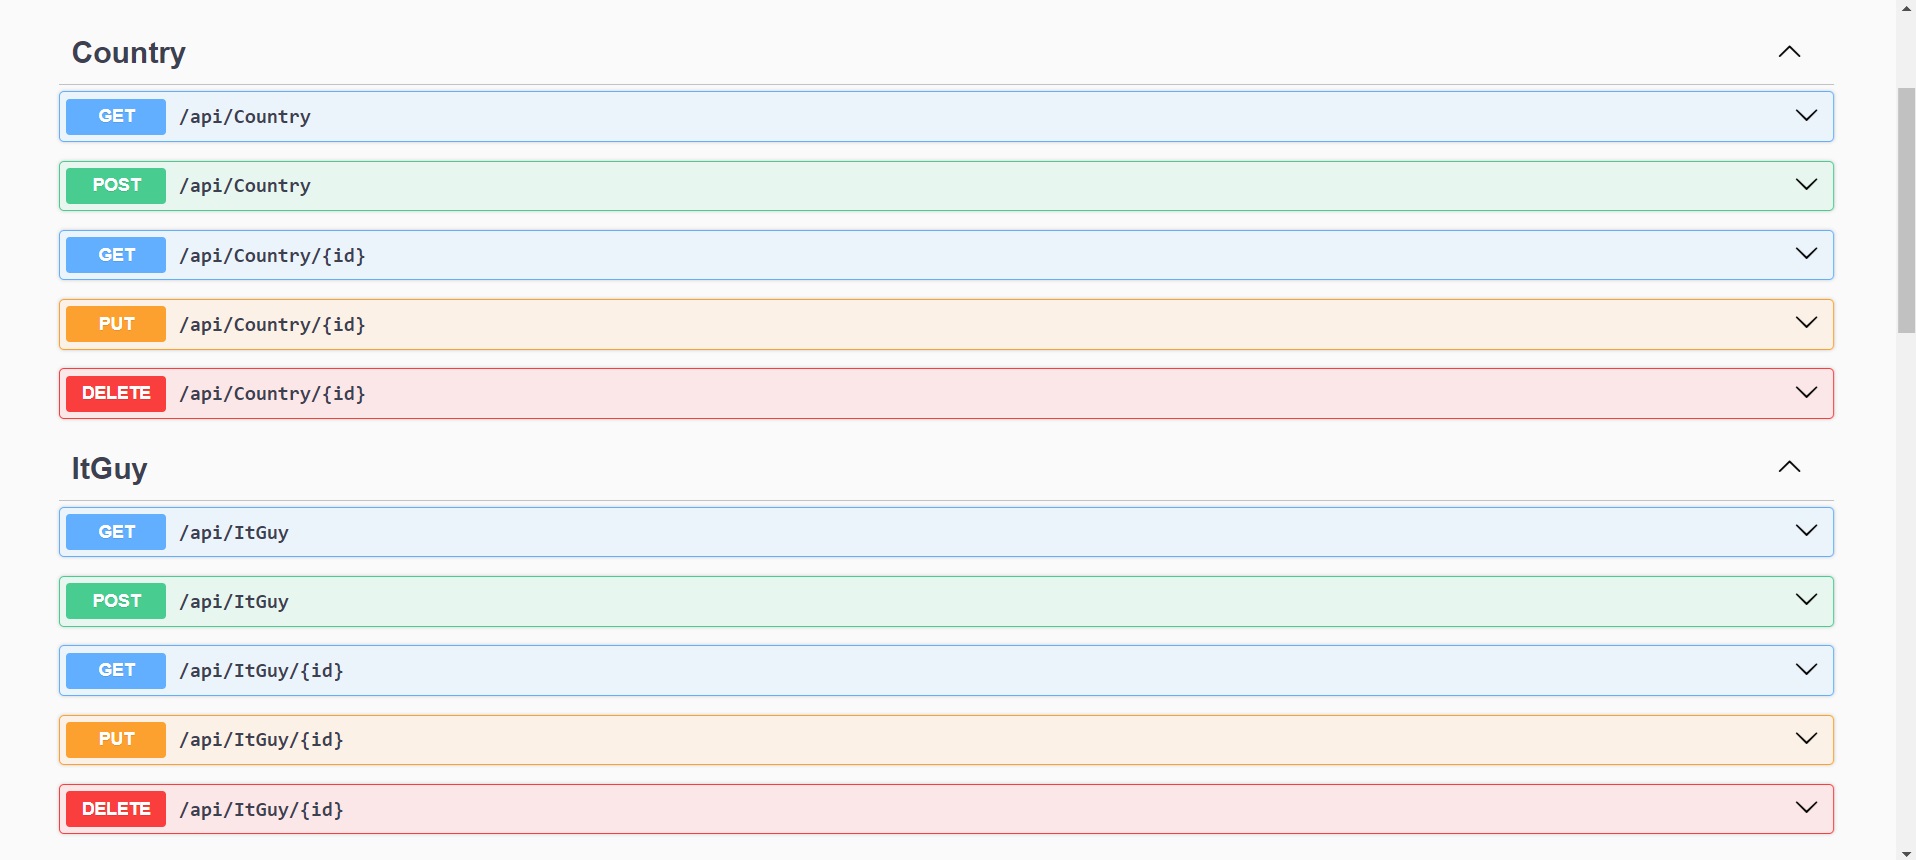 Country
GET /api/Country
POST /api/Country
GET /api/Country/{id}
PUT /api/Country/{id}
DELETE /api/Country/{id}
ItGuy
GET /api/ItGuy
POST /api/ItGuy
GET /api/ItGuy/{id}
PUT /api/ItGuy/{id}
DELETE /api/ItGuy/{id}